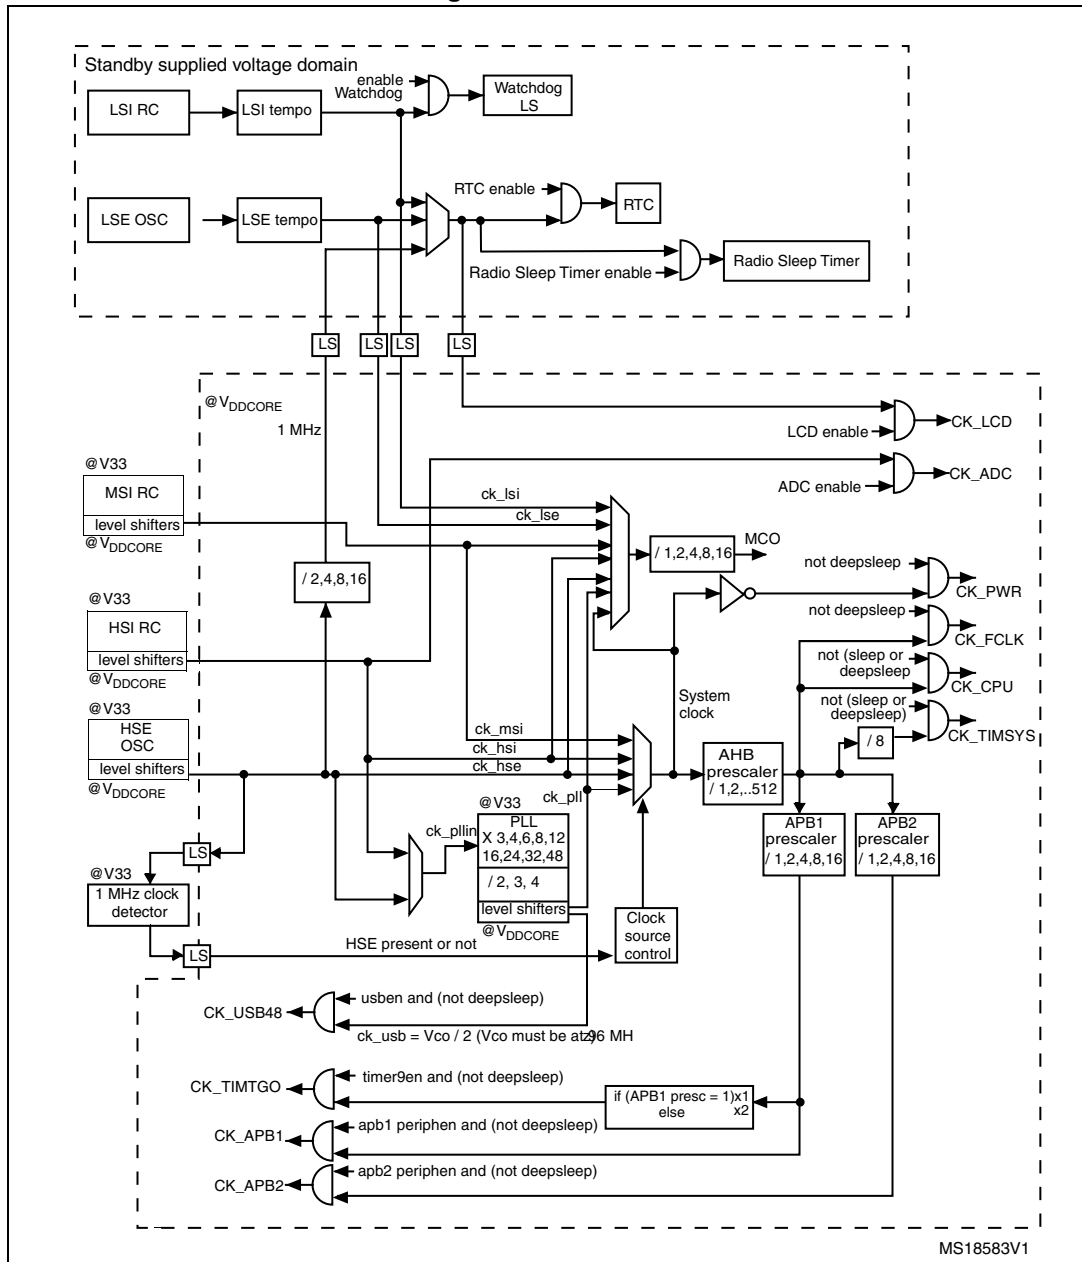 Standby supplied voltage domain
enable
Watchdog
Watchdog
LS
LSI RC
LSI tempo
RTC enable
RTC
LSE OSC
LSE tempo
Radio Sleep Timer enable
Radio Sleep Timer
LS
LS
LS
LS
@VDDCORE
1 MHz
LCD enable
CK_LCD
@V33
MSI RC
level shifters
@VDDCORE
ADC enable
CK_ADC
ck_lsi
ck_lse
MCO
/ 1,2,4,8,16
/ 2,4,8,16
not deepsleep
CK_PWR
@V33
HSI RC
level shifters
@VDDCORE
not deepsleep
CK_FCLK
not (sleep or
deepsleep
CK_CPU
System
clock
not (sleep or
deepsleep)
CK_TIMSYS
/ 8
@V33
HSE
OSC
level shifters
@VDDCORE
ck_msi
ck_hsi
ck_hse
ck_pll
AHB
prescaler
/ 1,2,..512
@V33
PLL
X 3,4,6,8,12
16,24,32,48
/ 2, 3, 4
level shifters
@VDDCORE
ck_pllin
APB1
prescaler
/ 1,2,4,8,16
APB2
prescaler
/ 1,2,4,8,16
LS
@V33
1 MHz clock
detector
LS
HSE present or not
Clock
source
control
CK_USB48
usben and (not deepsleep)
ck_usb = Vco / 2 (Vco must be atz)96 MH
CK_TIMTGO
timer9en and (not deepsleep)
if (APB1 presc = 1)x1
else x2
CK_APB1
apb1 periphen and (not deepsleep)
CK_APB2
apb2 periphen and (not deepsleep)
MS18583V1